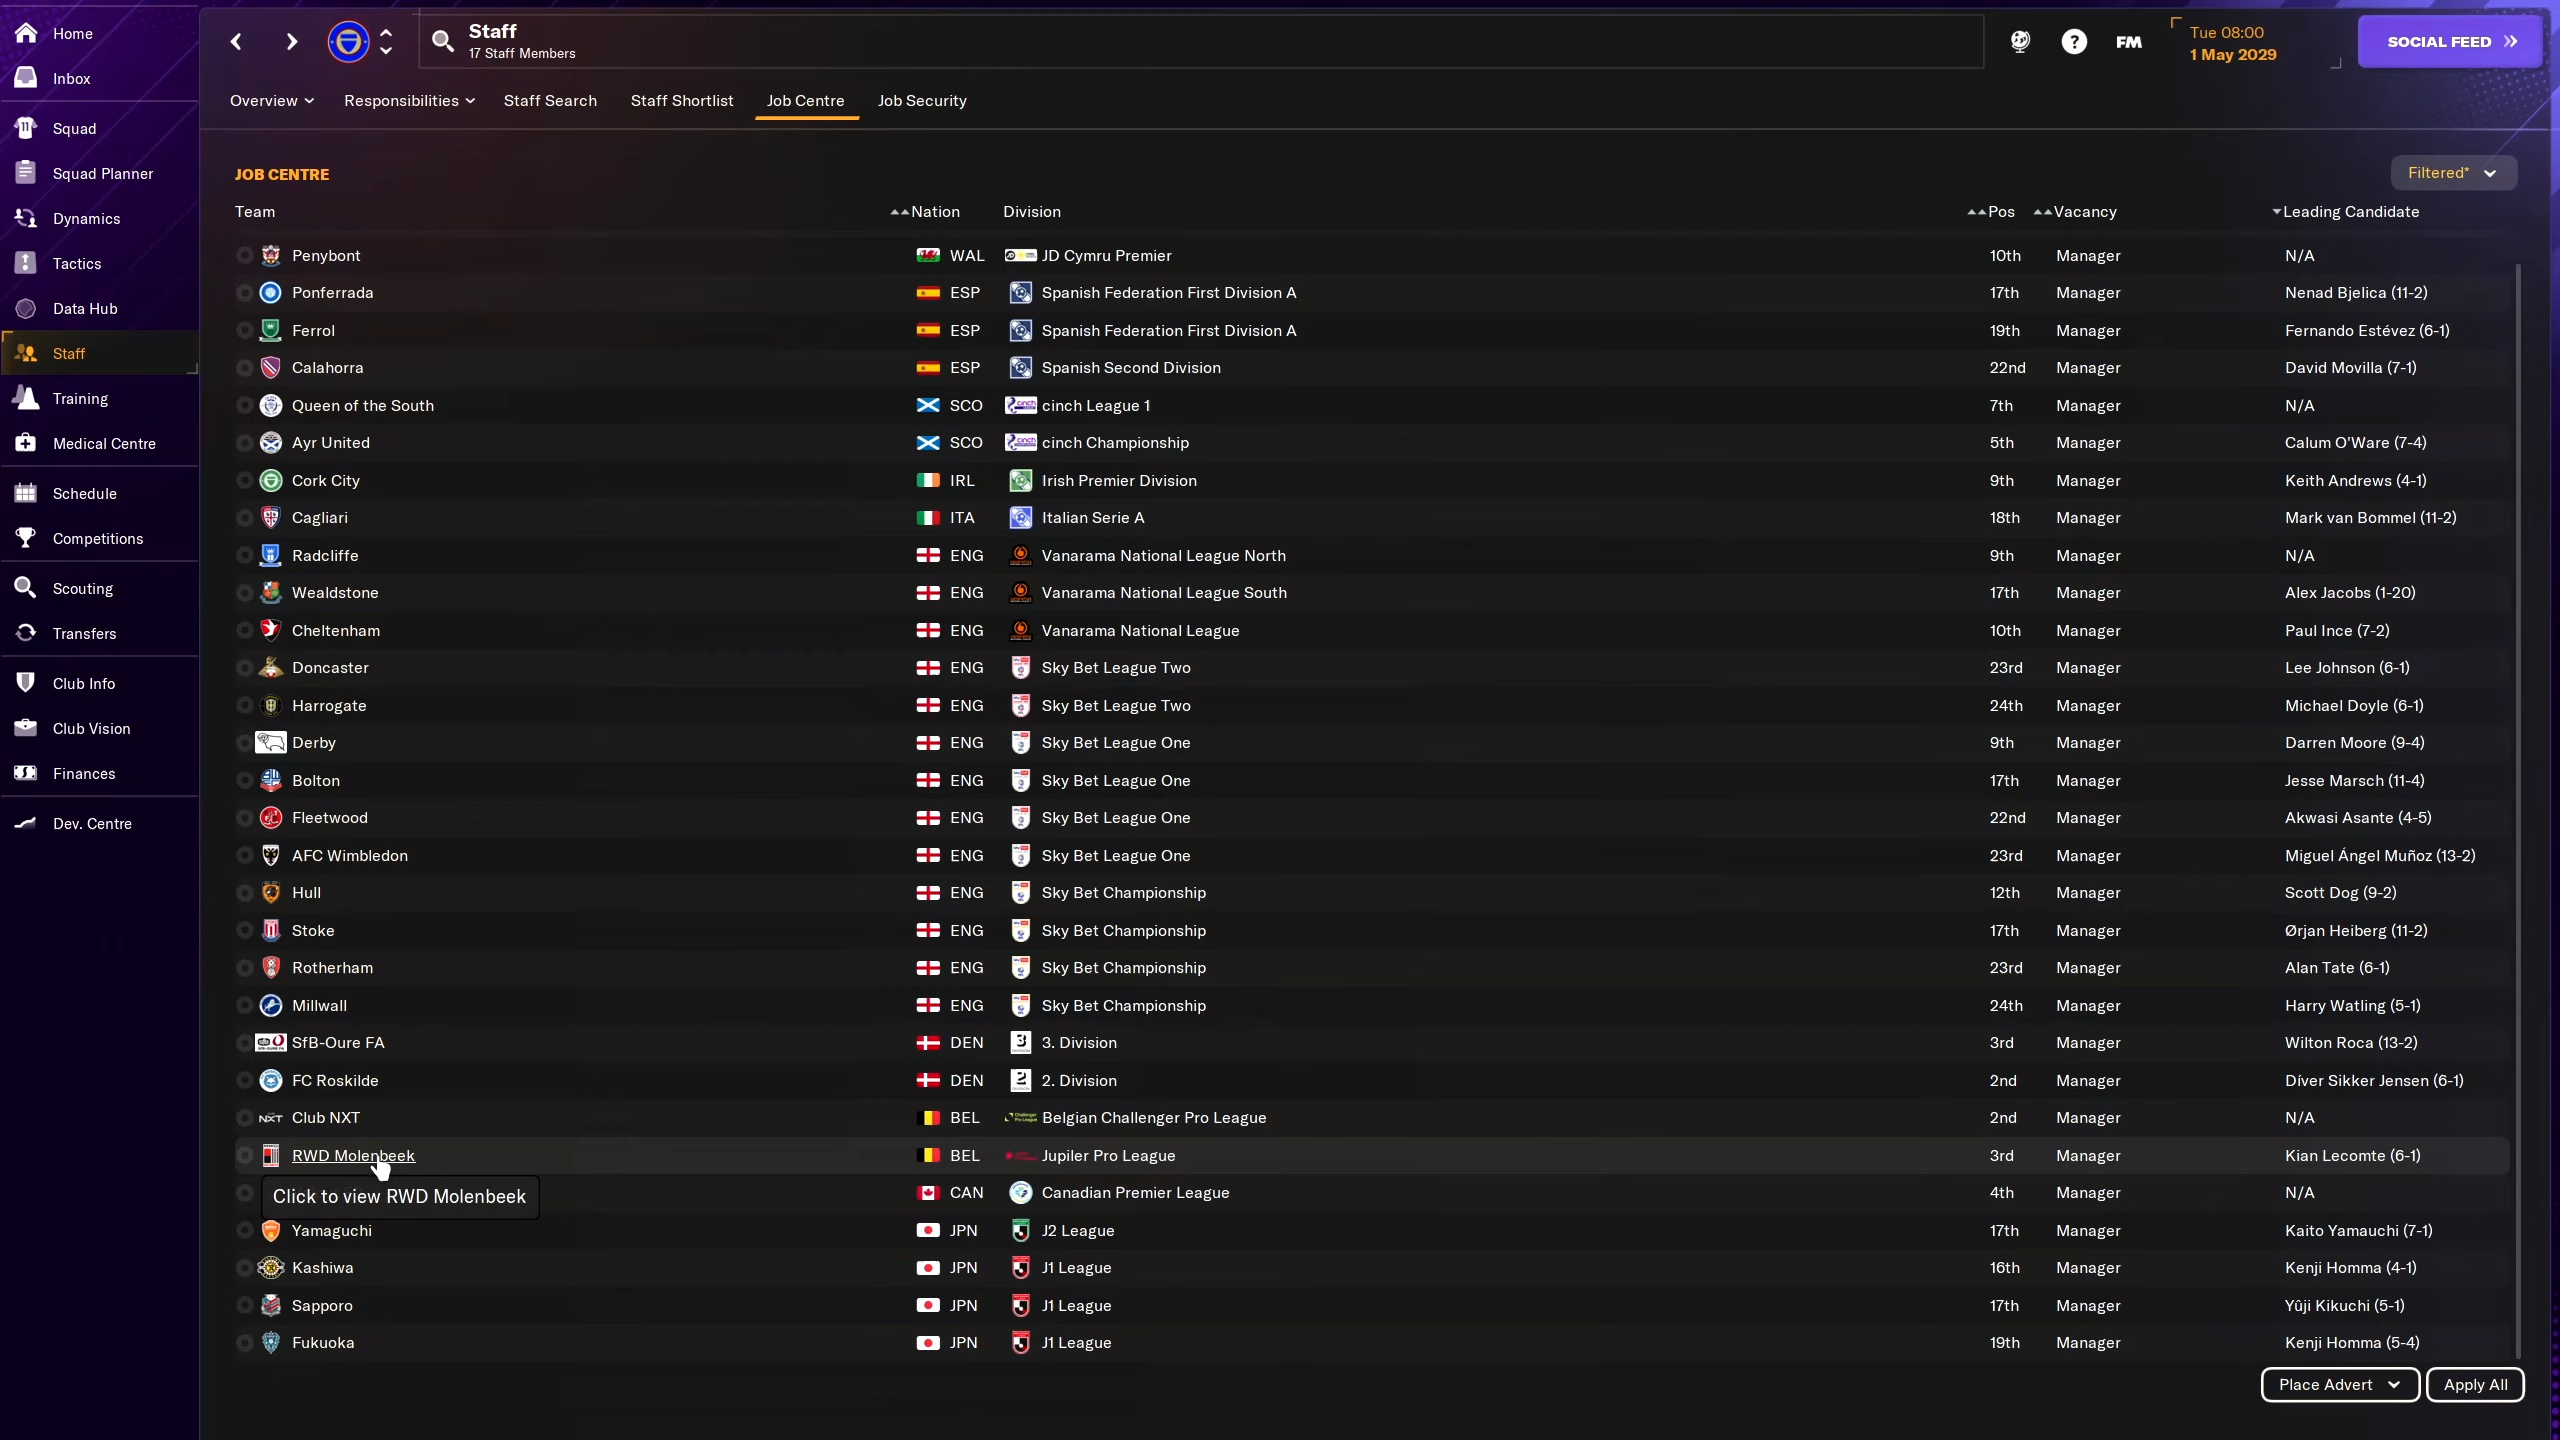 Home
Inbox
Squad
Squad Planner
Dynamics
Tactics
Data Hub
Staff
Training
Medical Centre
Schedule
Competitions
Scouting
Transfers
Club Info
Club Vision
Finances
Dev. Centre
Staff
17 Staff Members
FM
Tue 08:00
1 May 2029
SOCIAL FEED
Overview Responsibilities Staff Search Staff Shortlist Job Centre Job Security
JOB CENTRE
Filtered*
Team Nation Division Pos Vacancy Leading Candidate
Penybont WAL JD Cymru Premier 10th Manager N/A
Ponferrada ESP Spanish Federation First Division A 17th Manager Nenad Bjelica (11-2)
Ferrol ESP Spanish Federation First Division A 19th Manager Fernando Estévez (6-1)
Calahorra ESP Spanish Second Division 22nd Manager David Movilla (7-1)
Queen of the South SCO cinch League 1 7th Manager N/A
Ayr United SCO cinch Championship 5th Manager Calum O'Ware (7-4)
Cork City IRL Irish Premier Division 9th Manager Keith Andrews (4-1)
Cagliari ITA Italian Serie A 18th Manager Mark van Bommel (11-2)
Radcliffe ENG Vanarama National League North 9th Manager N/A
Wealdstone ENG Vanarama National League South 17th Manager Alex Jacobs (1-20)
Cheltenham ENG Vanarama National League 10th Manager Paul Ince (7-2)
Doncaster ENG Sky Bet League Two 23rd Manager Lee Johnson (6-1)
Harrogate ENG Sky Bet League Two 24th Manager Michael Doyle (6-1)
Derby ENG Sky Bet League One 9th Manager Darren Moore (9-4)
Bolton ENG Sky Bet League One 17th Manager Jesse Marsch (11-4)
Fleetwood ENG Sky Bet League One 22nd Manager Akwasi Asante (4-5)
AFC Wimbledon ENG Sky Bet League One 23rd Manager Miguel Ángel Muñoz (13-2)
Hull ENG Sky Bet Championship 12th Manager Scott Dog (9-2)
Stoke ENG Sky Bet Championship 17th Manager Ørjan Heiberg (11-2)
Rotherham ENG Sky Bet Championship 23rd Manager Alan Tate (6-1)
Millwall ENG Sky Bet Championship 24th Manager Harry Watling (5-1)
SfB-Oure FA DEN 3. Division 3rd Manager Wilton Roca (13-2)
FC Roskilde DEN 2. Division 2nd Manager Díver Sikker Jensen (6-1)
NXT Club NXT BEL Belgian Challenger Pro League 2nd Manager N/A
RWD Molenbeek BEL Jupiler Pro League 3rd Manager Kian Lecomte (6-1)
Click to view RWD Molenbeek CAN Canadian Premier League 4th Manager N/A
Yamaguchi JPN J2 League 17th Manager Kaito Yamauchi (7-1)
Kashiwa JPN J1 League 16th Manager Kenji Homma (4-1)
Sapporo JPN J1 League 17th Manager Yûji Kikuchi (5-1)
Fukuoka JPN J1 League 19th Manager Kenji Homma (5-4)
Place Advert Apply All